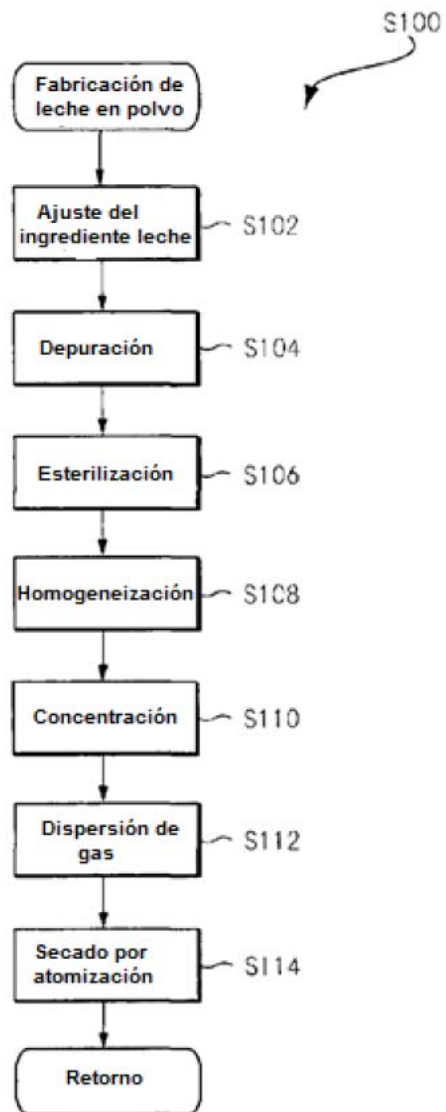 S100
Fabricación de
leche en polvo
Ajuste del
ingrediente leche
S102
Depuración
S104
Esterilización
S106
Homogeneización
S108
Concentración
S110
Dispersión de
gas
S112
Secado por
atomización
S114
Retorno